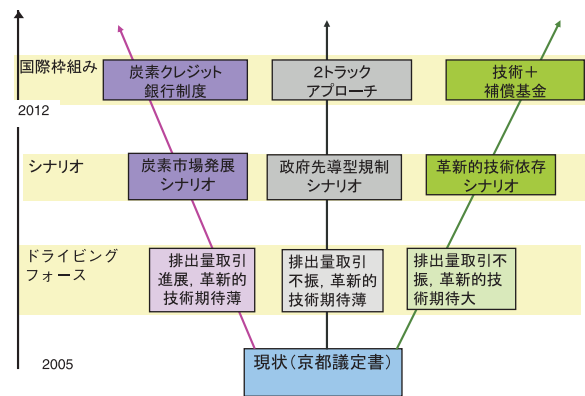 国際枠組み
炭素クレジット
銀行制度
2トラック
アプローチ
技術+
補償基金
2012
シナリオ
炭素市場発展
シナリオ
政府先導型規制
シナリオ
革新的技術依存
シナリオ
ドライビング
フォース
排出量取引
進展, 革新的
技術期待薄
排出量取引
不振, 革新的
技術期待薄
排出量取引不
振, 革新的技
術期待大
2005
現状(京都議定書)